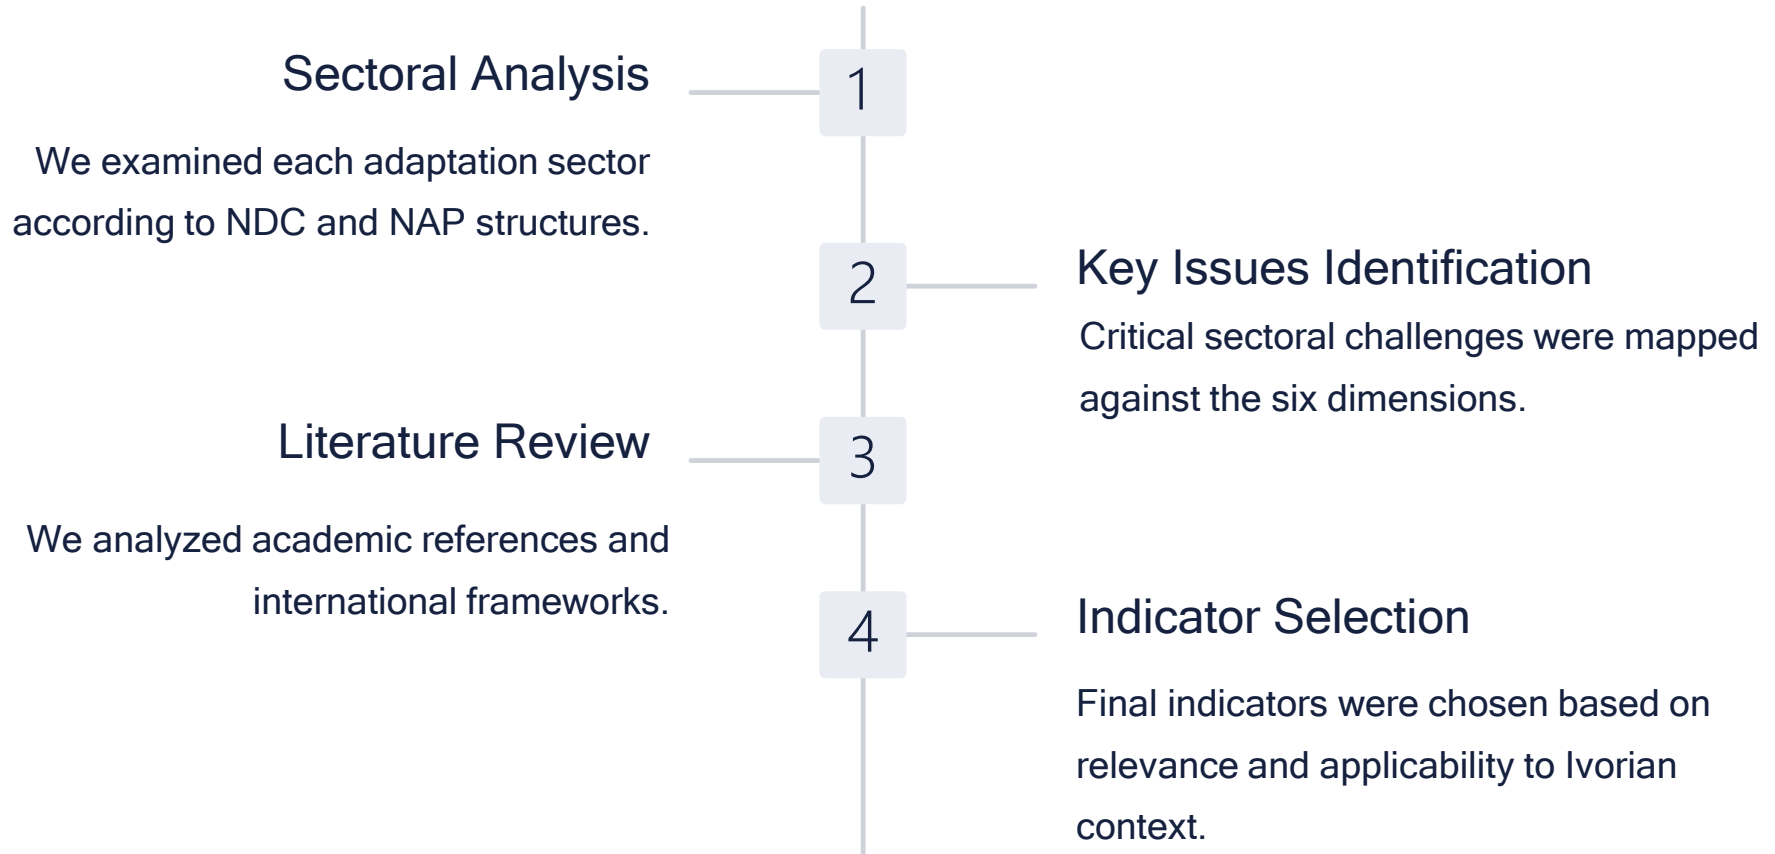 Sectoral Analysis
1
We examined each adaptation sector
according to NDC and NAP structures.
2
Key Issues Identification
Critical sectoral challenges were mapped
against the six dimensions.
Literature Review
3
We analyzed academic references and
international frameworks.
4
Indicator Selection
Final indicators were chosen based on
relevance and applicability to Ivorian
context.